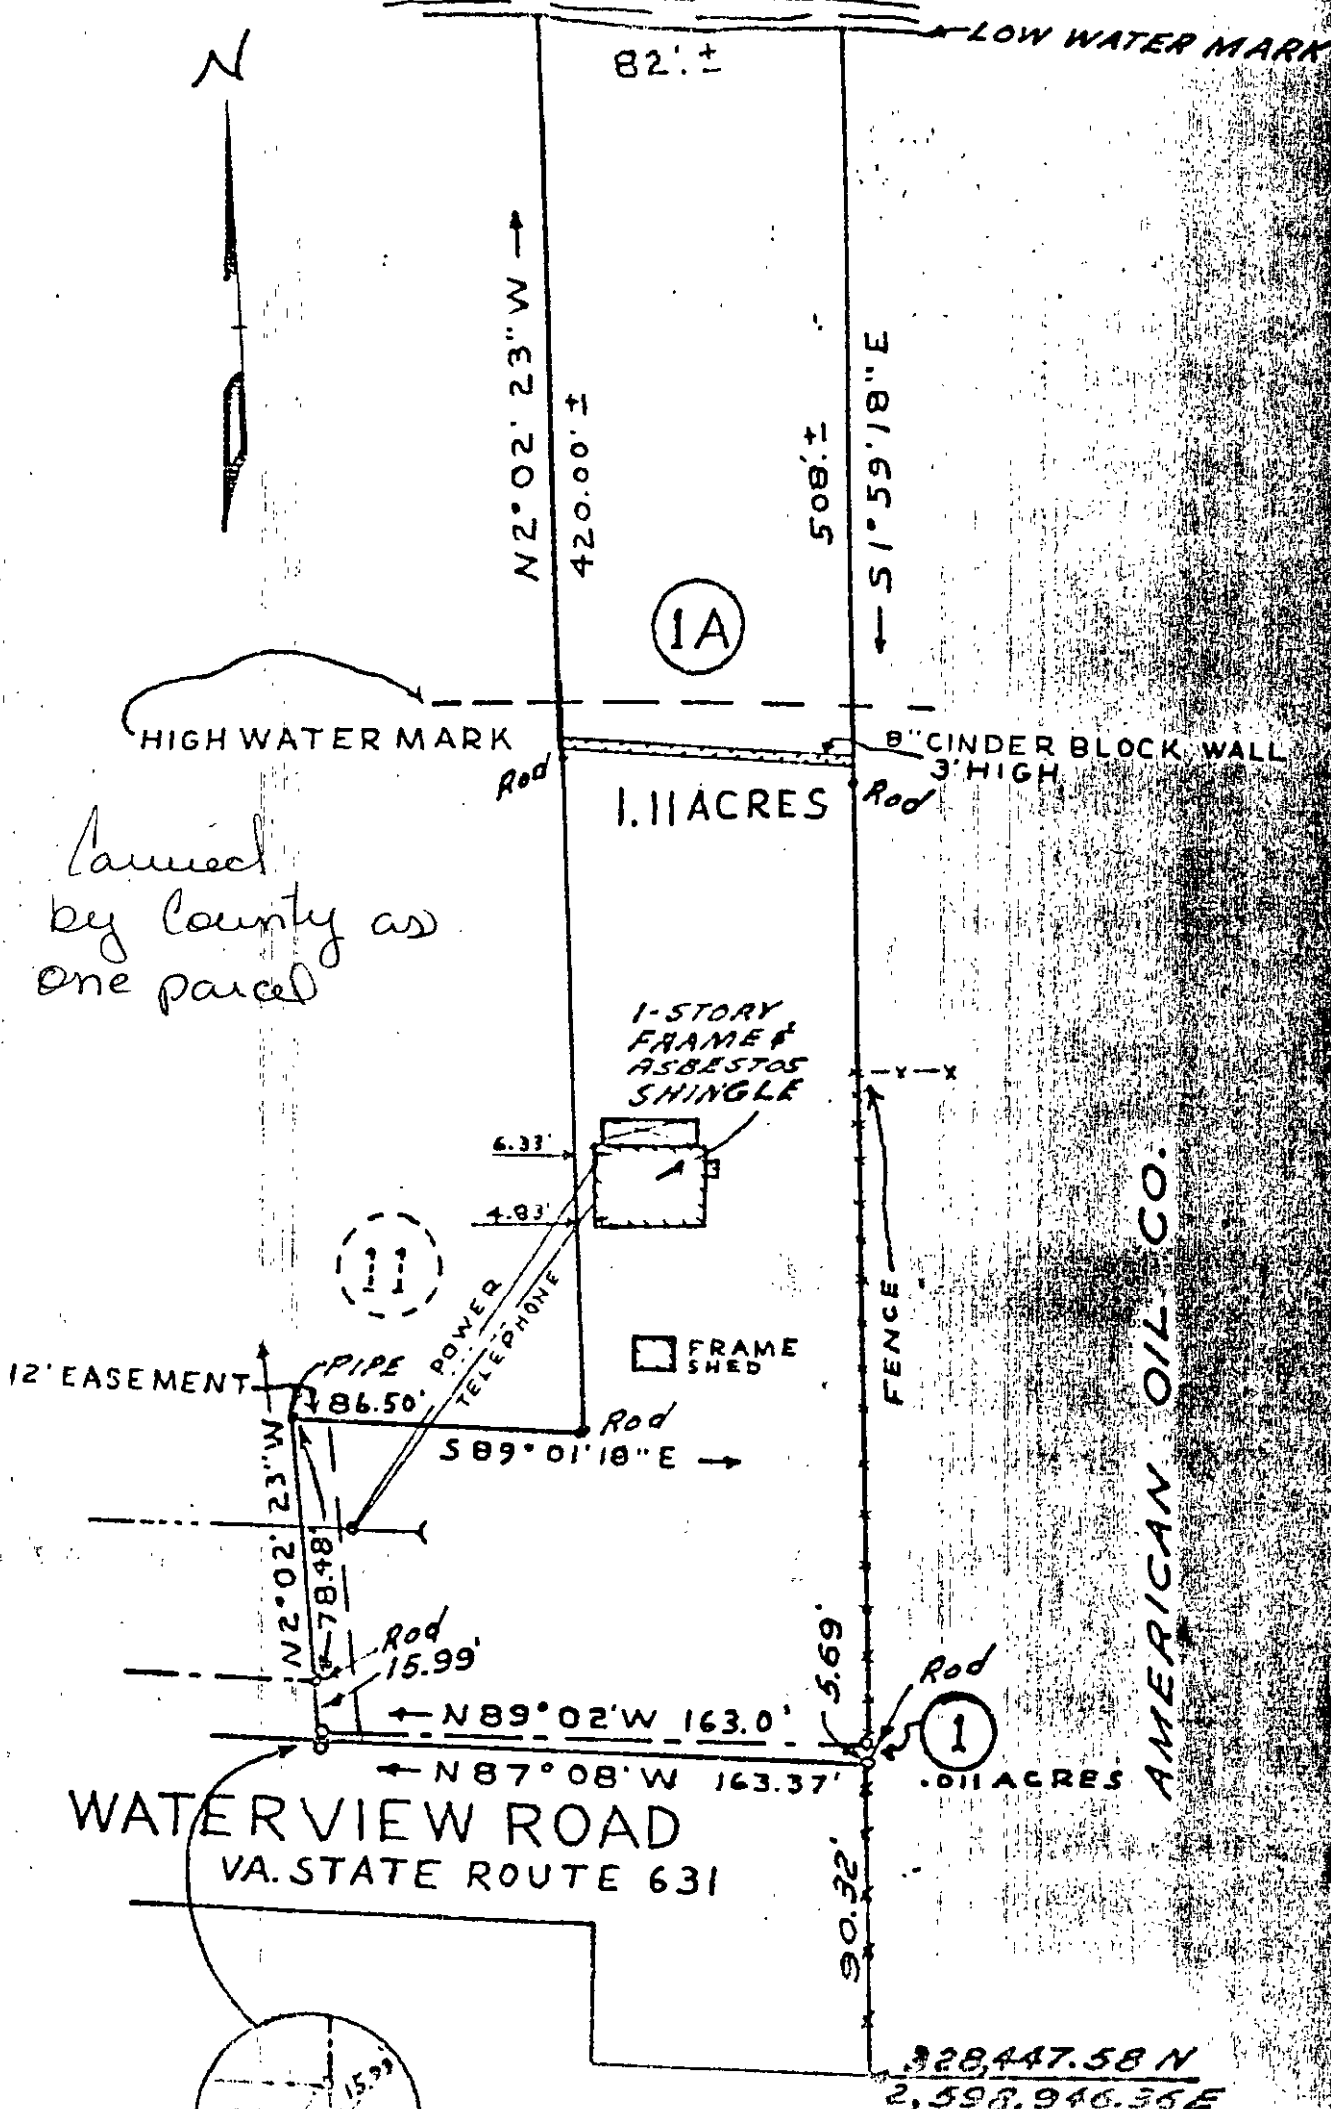 LOW WATER MARK
N
82'.±
N2°02'23"W →
420.00'±
508'.±
← S1°59'18"E
1A
HIGH WATER MARK
8" CINDER BLOCK WALL
3' HIGH
Rod
Rod
1.11 ACRES
Carried
by County as
one parcel
1-STORY
FRAME &
ASBESTOS
SHINGLE
6.33'
4.83'
POWER
TELEPHONE
FENCE
AMERICAN OIL CO.
FRAME
SHED
12' EASEMENT
PIPE
86.50'
Rod
S89°01'18"E →
N2°02'23"W
78.48'
Rod
15.99'
5.69'
Rod
1
.011 ACRES
← N89°02'W 163.0'
← N87°08'W 163.37'
WATERVIEW ROAD
VA. STATE ROUTE 631
90.32'
15.99'
328,447.58 N
2,598,946.36 E